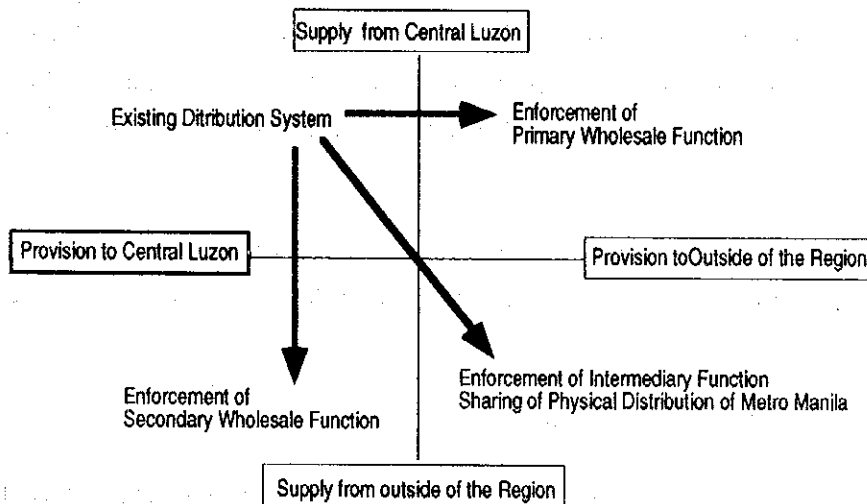 Supply from Central Luzon
Existing Ditribution System
Enforcement of
Primary Wholesale Function
Provision to Central Luzon
Provision toOutside of the Region
Enforcement of
Secondary Wholesale Function
Enforcement of Intermediary Function
Sharing of Physical Distribution of Metro Manila
Supply from outside of the Region